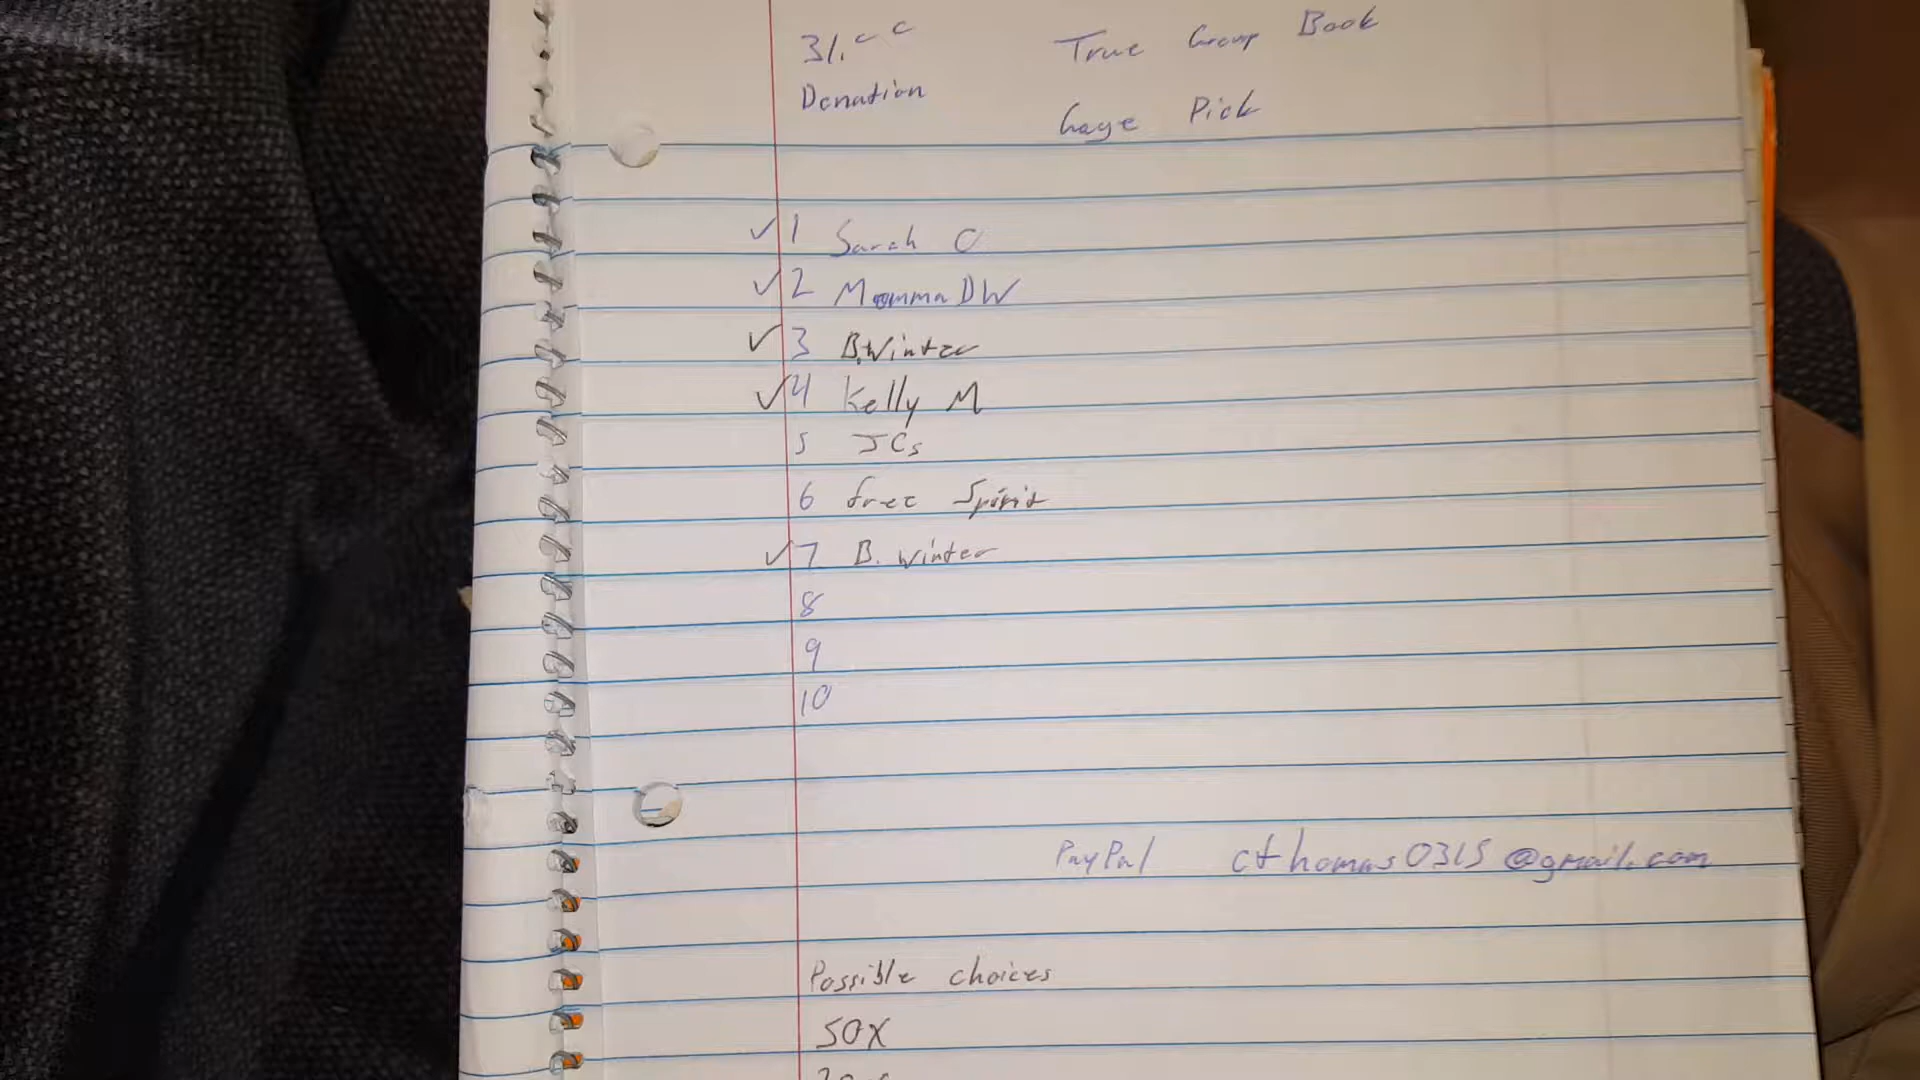 31.00 True Group Book
Donation Gage Pick
✓ 1 Sarah O
✓ 2 MommaDW
✓ 3 B.Winter
✓ 4 Kelly M
5 JCs
6 free Spirit
✓ 7 B. Winter
8
9
10
PayPal cthomas0315@gmail.com
Possible choices
50X